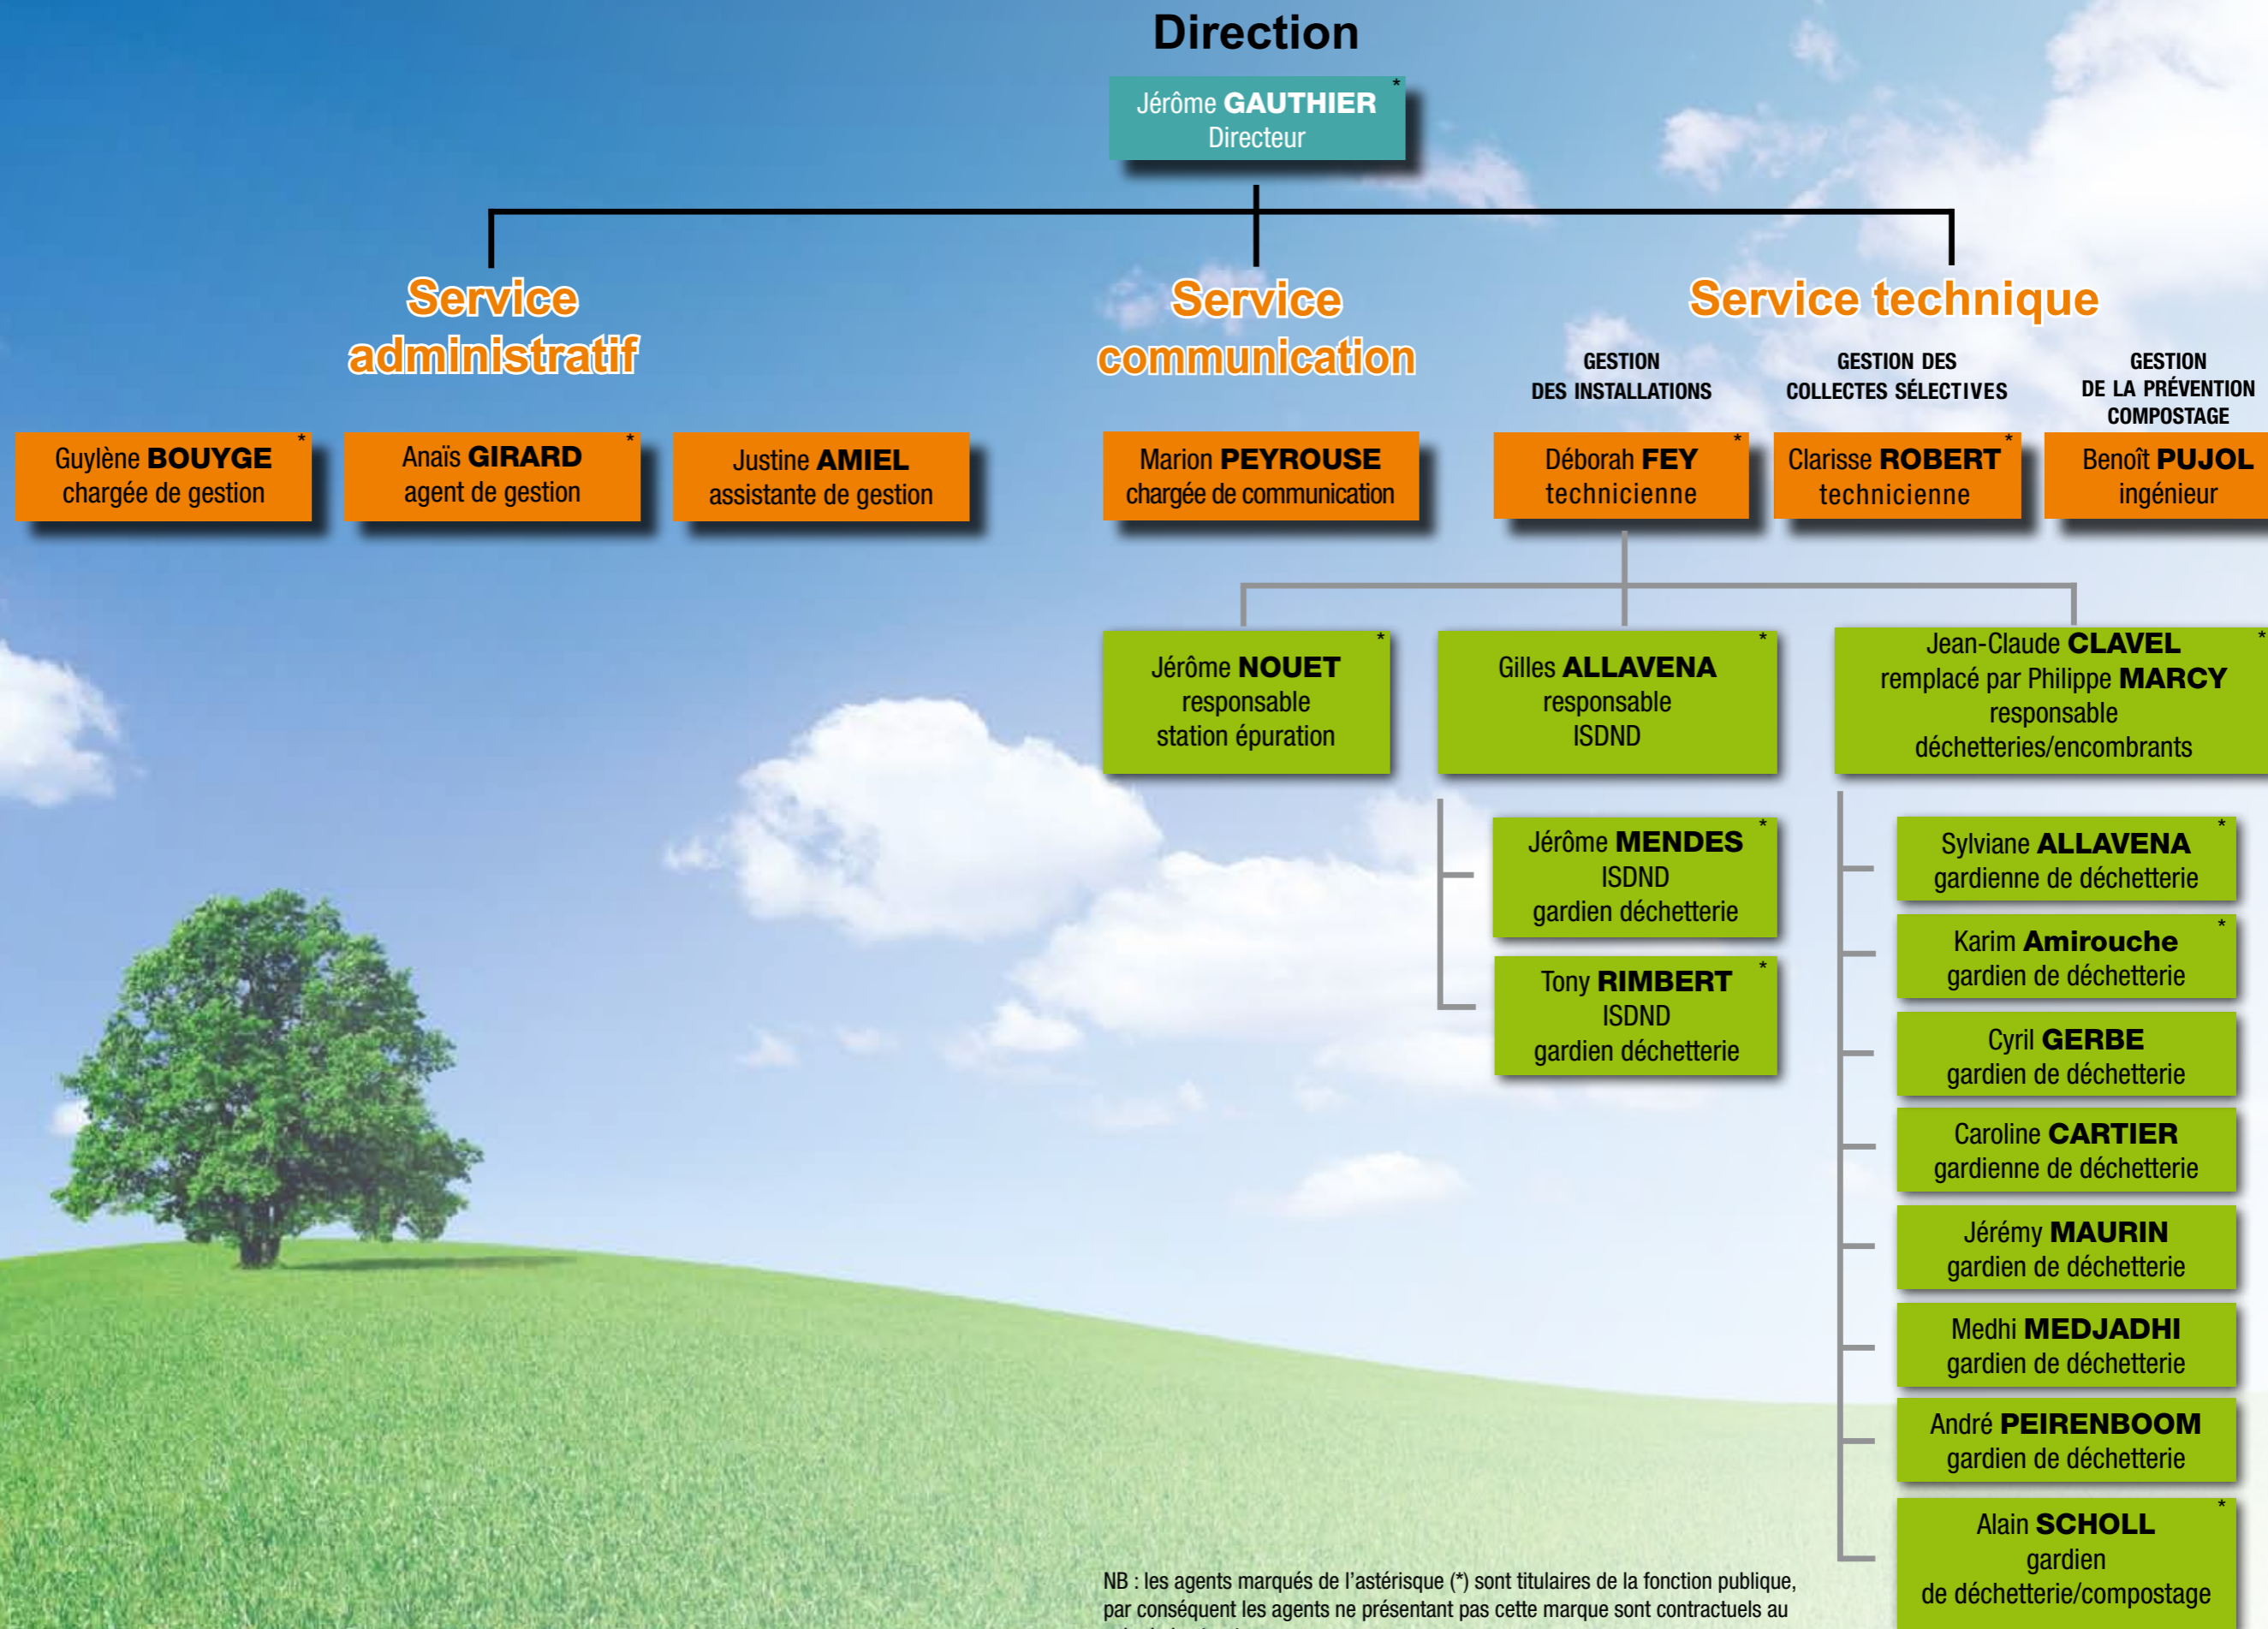 Direction
*
Jérôme GAUTHIER
Directeur
Service
administratif
Service
communication
Service technique
GESTION
DES INSTALLATIONS
GESTION DES
COLLECTES SÉLECTIVES
GESTION
DE LA PRÉVENTION
COMPOSTAGE
*
Guylène BOUYGE
chargée de gestion
*
Anaïs GIRARD
agent de gestion
Justine AMIEL
assistante de gestion
Marion PEYROUSE
chargée de communication
*
Déborah FEY
technicienne
*
Clarisse ROBERT
technicienne
Benoît PUJOL
ingénieur
*
Jérôme NOUET
responsable
station épuration
*
Gilles ALLAVENA
responsable
ISDND
*
Jean-Claude CLAVEL
remplacé par Philippe MARCY
responsable
déchetteries/encombrants
*
Jérôme MENDES
ISDND
gardien déchetterie
*
Tony RIMBERT
ISDND
gardien déchetterie
*
Sylviane ALLAVENA
gardienne de déchetterie
*
Karim Amirouche
gardien de déchetterie
Cyril GERBE
gardien de déchetterie
Caroline CARTIER
gardienne de déchetterie
Jérémy MAURIN
gardien de déchetterie
Medhi MEDJADHI
gardien de déchetterie
André PEIRENBOOM
gardien de déchetterie
*
Alain SCHOLL
gardien
de déchetterie/compostage
NB : les agents marqués de l'astérisque (*) sont titulaires de la fonction publique,
par conséquent les agents ne présentant pas cette marque sont contractuels au